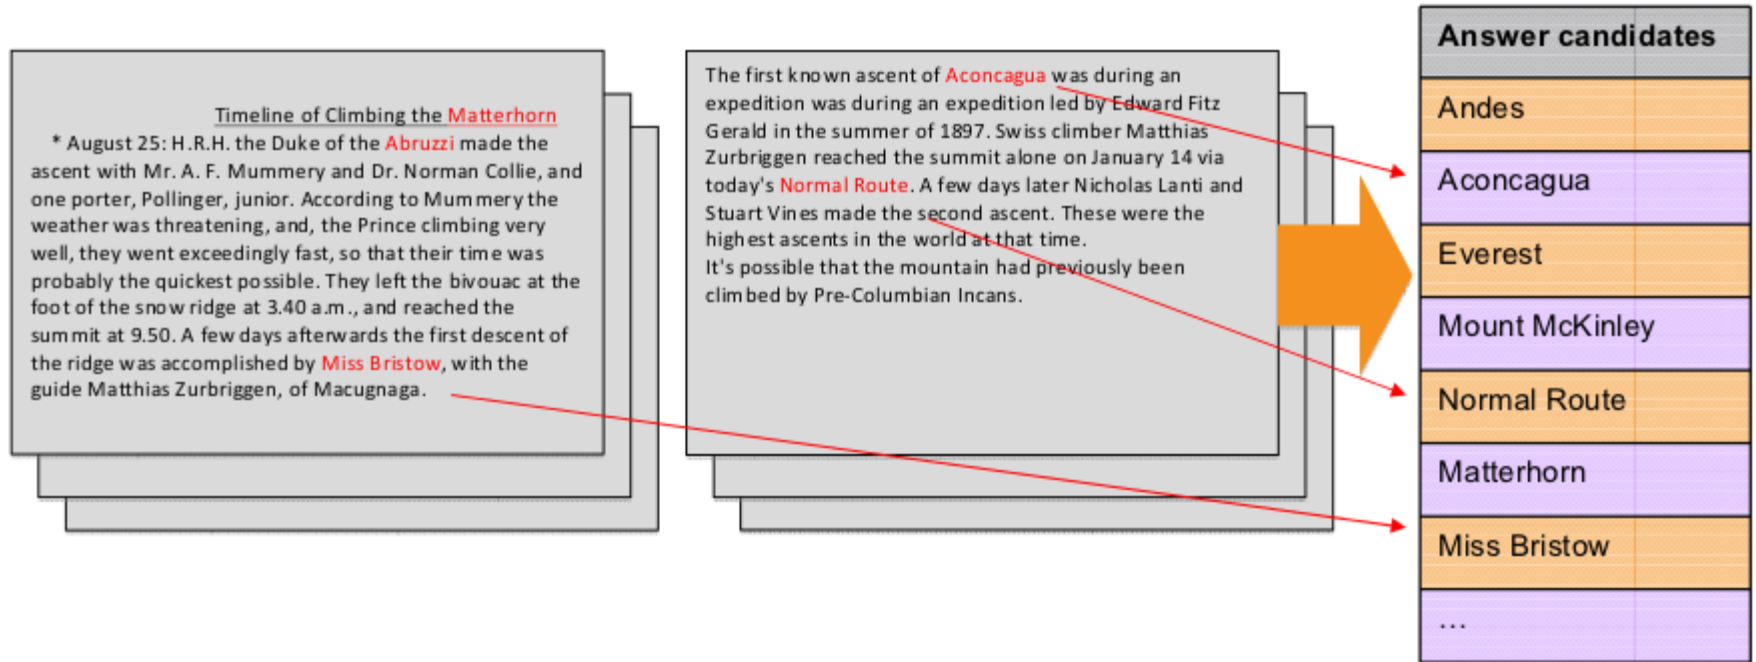 Timeline of Climbing the Matterhorn
* August 25: H.R.H. the Duke of the Abruzzi made the
ascent with Mr. A. F. Mummery and Dr. Norman Collie, and
one porter, Pollinger, junior. According to Mummery the
weather was threatening, and, the Prince climbing very
well, they went exceedingly fast, so that their time was
probably the quickest possible. They left the bivouac at the
foot of the snow ridge at 3.40 a.m., and reached the
summit at 9.50. A few days afterwards the first descent of
the ridge was accomplished by Miss Bristow, with the
guide Matthias Zurbriggen, of Macugnaga.
The first known ascent of Aconcagua was during an
expedition was during an expedition led by Edward Fitz
Gerald in the summer of 1897. Swiss climber Matthias
Zurbriggen reached the summit alone on January 14 via
today's Normal Route. A few days later Nicholas Lanti and
Stuart Vines made the second ascent. These were the
highest ascents in the world at that time.
It's possible that the mountain had previously been
climbed by Pre-Columbian Incans.
Answer candidates
Andes
Aconcagua
Everest
Mount McKinley
Normal Route
Matterhorn
Miss Bristow
...